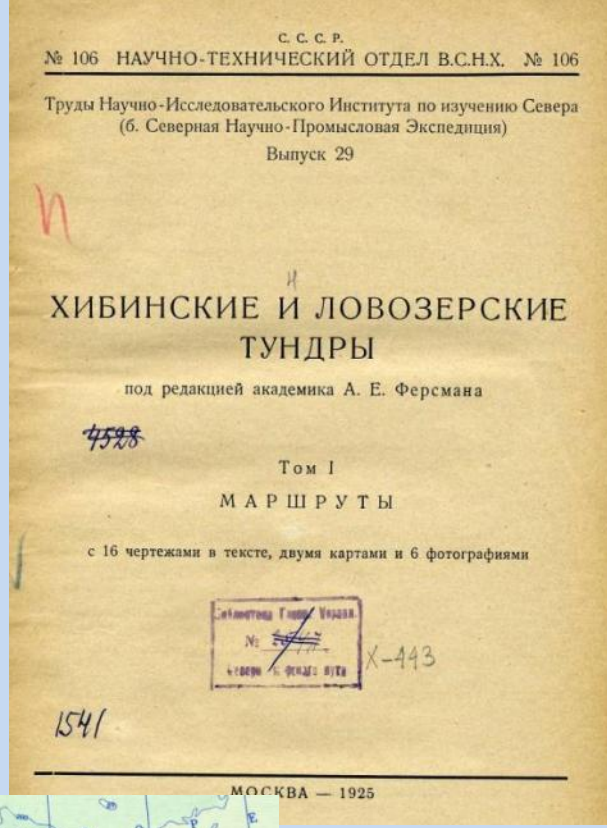 С. С. С. Р.
№ 106 НАУЧНО-ТЕХНИЧЕСКИЙ ОТДЕЛ В.С.Н.Х. № 106
Труды Научно-Исследовательского Института по изучению Севера
(б. Северная Научно-Промысловая Экспедиция)
Выпуск 29
И
ХИБИНСКИЕ И ЛОВОЗЕРСКИЕ
ТУНДРЫ
под редакцией академика А. Е. Ферсмана
4528
Том I
МАРШРУТЫ
с 16 чертежами в тексте, двумя картами и 6 фотографиями
№
X-443
1541
МОСКВА — 1925